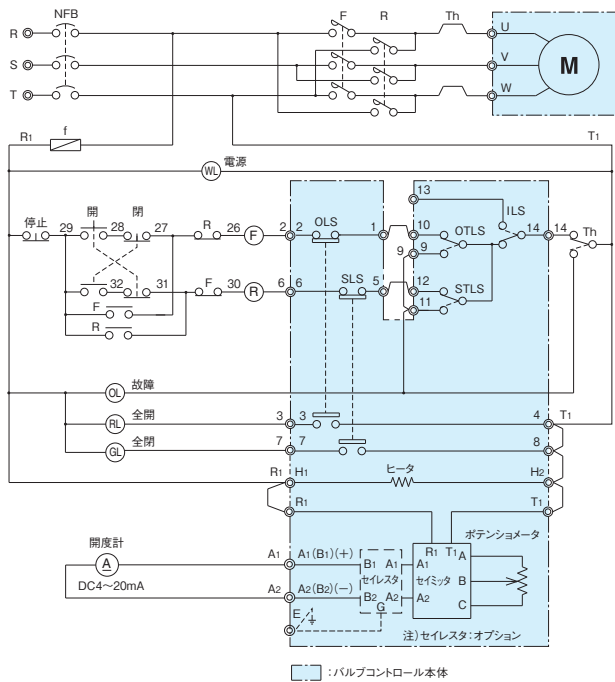 NFB F R Th
R U
S V M
T W
R1 f T1
WL 電源
13
停止 29 開 28 閉 27 R 26 F 2 2 OLS 1 10 OTLS ILS 14 14 Th
9 9
32 31 F 30 R 6 6 SLS 5 12 STLS
11
F
R
OL 故障
RL 全開 3 3 4 T1
GL 全閉 7 7 8
R1 H1 ヒータ H2
R1 T1
開度計 ポテンショメータ
A A1 A1(B1)(+) B1 A1 A1 R1 T1 A
DC4〜20mA セイレスタ セイミッタ B
A2 A2(B2)(−) B2 A2 A2 C
E G
注)セイレスタ:オプション
:バルブコントロール本体